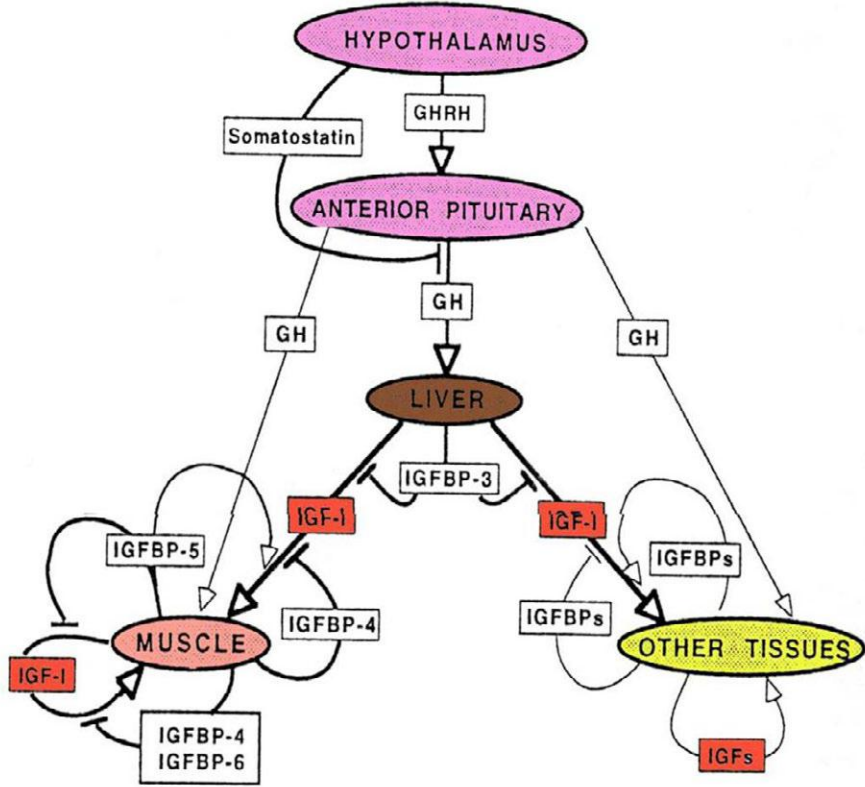 HYPOTHALAMUS
GHRH
Somatostatin
ANTERIOR PITUITARY
GH
GH
GH
LIVER
IGFBP-3
IGF-I
IGF-I
IGFBP-5
IGFBPs
IGFBP-4
IGFBPs
MUSCLE
OTHER TISSUES
IGF-I
IGFBP-4
IGFBP-6
IGFs